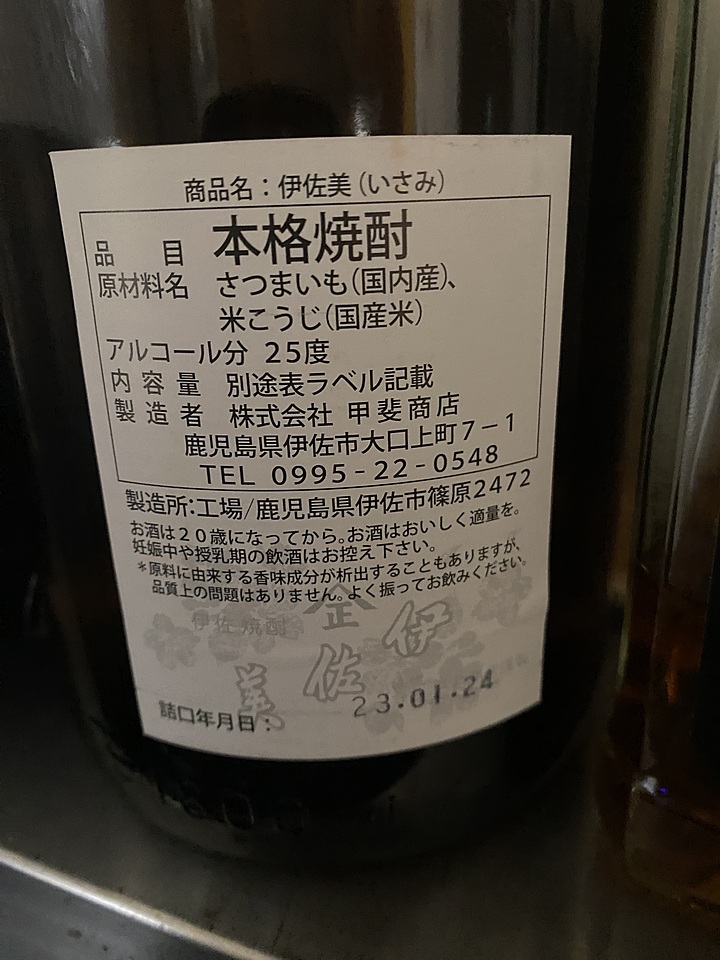 商品名：伊佐美（いさみ）
品目 本格焼酎
原材料名 さつまいも（国内産）、
米こうじ（国産米）
アルコール分 25度
内容量 別途表ラベル記載
製造者 株式会社 甲斐商店
鹿児島県伊佐市大口上町７－１
TEL 0995-22-0548
製造所：工場/鹿児島県伊佐市篠原2472
お酒は２０歳になってから。お酒はおいしく適量を。
妊娠中や授乳期の飲酒はお控え下さい。
＊原料に由来する香味成分が析出することもありますが、
品質上の問題はありません。よく振ってお飲みください。
伊佐焼酎
伊佐美
詰口年月日： 23.01.24